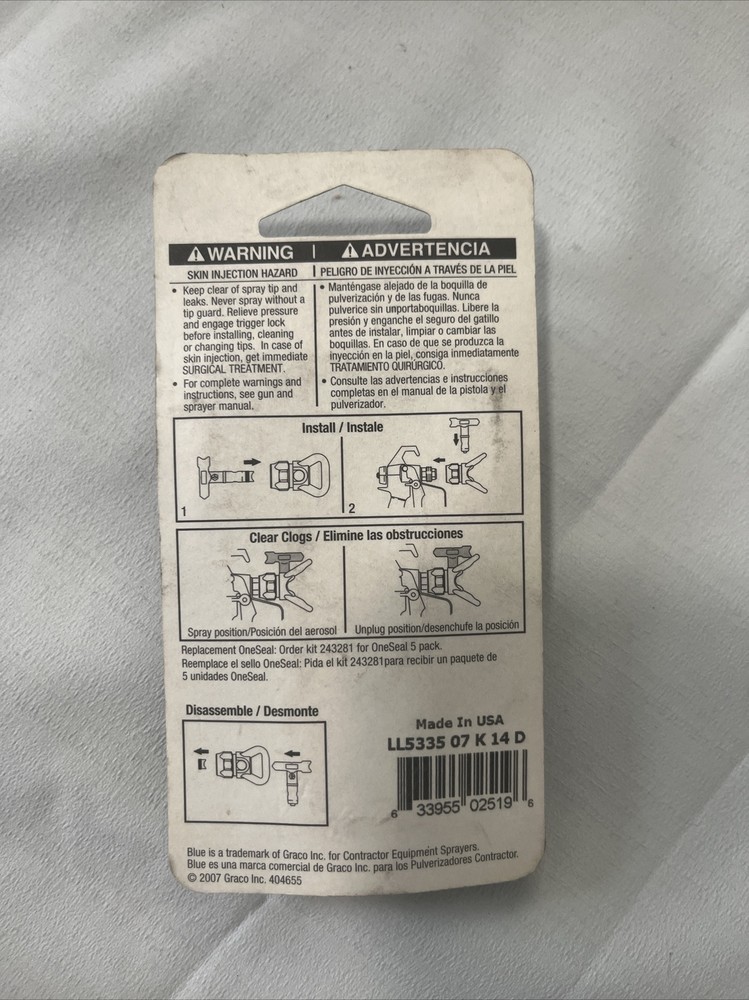 WARNING | ADVERTENCIA
SKIN INJECTION HAZARD
• Keep clear of spray tip and
leaks. Never spray without a
tip guard. Relieve pressure
and engage trigger lock
before installing, cleaning
or changing tips. In case of
skin injection, get immediate
SURGICAL TREATMENT.
• For complete warnings and
instructions, see gun and
sprayer manual.
PELIGRO DE INYECCIÓN A TRAVÉS DE LA PIEL
• Manténgase alejado de la boquilla de
pulverización y de las fugas. Nunca
pulverice sin unportaboquillas. Libere la
presión y enganche el seguro del gatillo
antes de instalar, limpiar o cambiar las
boquillas. En caso de que se produzca la
inyección en la piel, consiga inmediatamente
TRATAMIENTO QUIRÚRGICO.
• Consulte las advertencias e instrucciones
completas en el manual de la pistola y el
pulverizador.
Install / Instale
1
2
Clear Clogs / Elimine las obstrucciones
Spray position/Posición del aerosol
Unplug position/desenchufe la posición
Replacement OneSeal: Order kit 243281 for OneSeal 5 pack.
Reemplace el sello OneSeal: Pida el kit 243281para recibir un paquete de
5 unidades OneSeal.
Disassemble / Desmonte
Made In USA
LL5335 07 K 14 D
6 33955 02519 6
Blue is a trademark of Graco Inc. for Contractor Equipment Sprayers.
Blue es una marca comercial de Graco Inc. para los Pulverizadores Contractor.
© 2007 Graco Inc. 404655